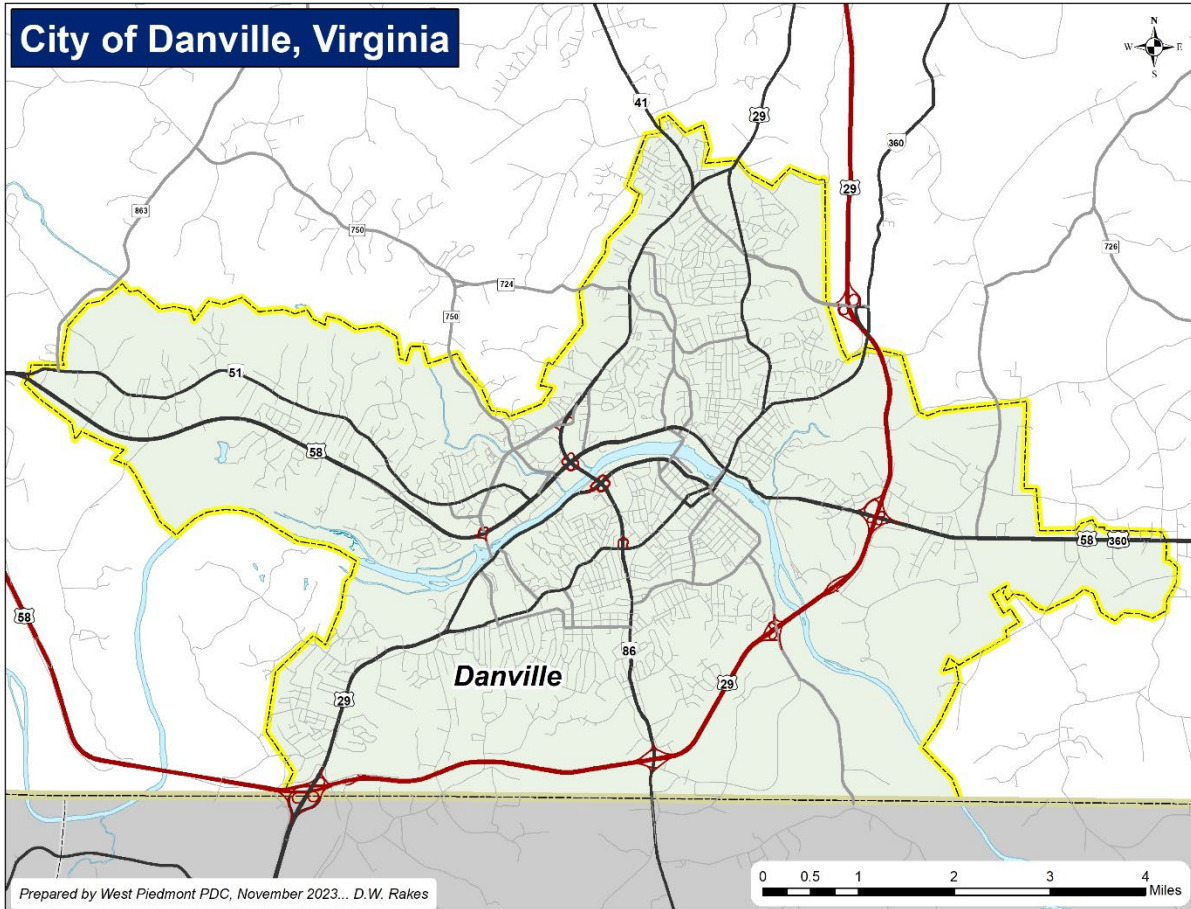 City of Danville, Virginia
N
W E
S
41
29
360
29
863
750
726
724
750
51
58
58 360
58
86
Danville
29
29
0 0.5 1 2 3 4
Miles
Prepared by West Piedmont PDC, November 2023... D.W. Rakes